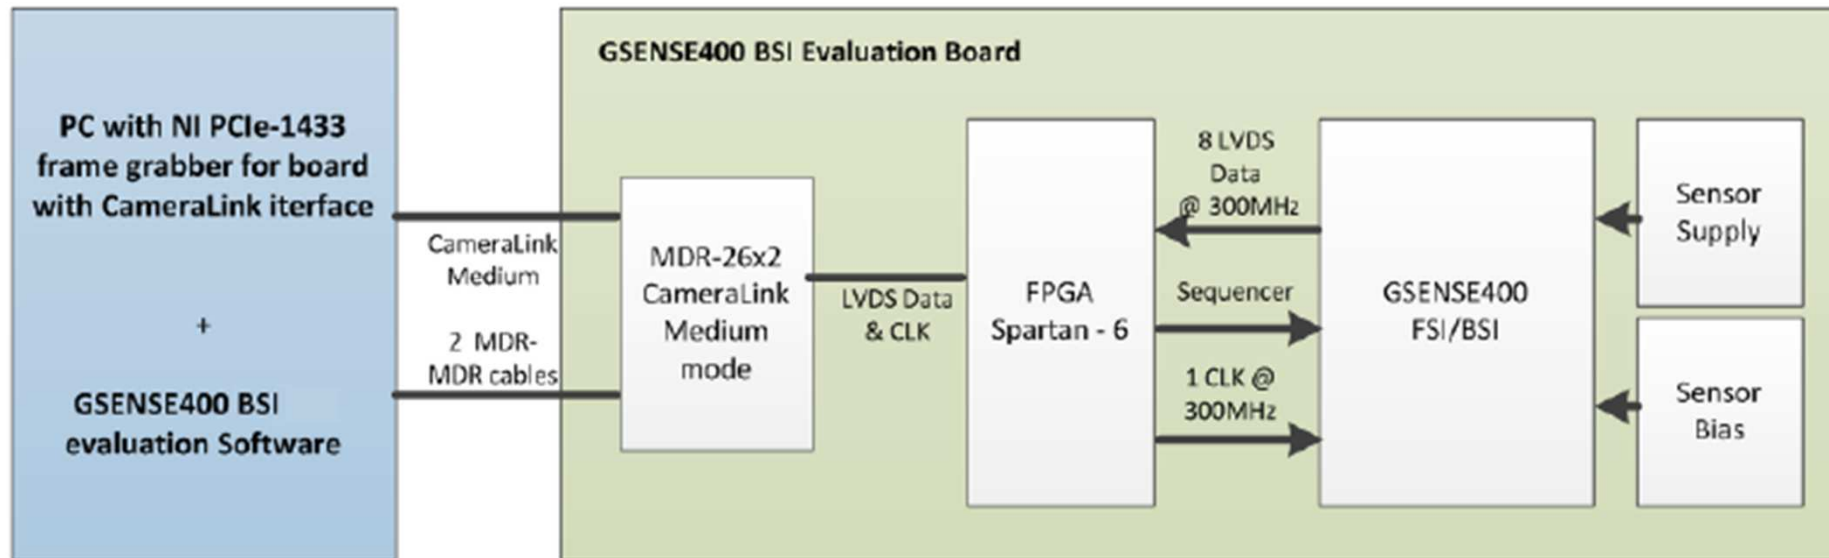 GSENSE400 BSI Evaluation Board
PC with NI PCIe-1433
frame grabber for board
with CameraLink iterface
+
GSENSE400 BSI
evaluation Software
CameraLink
Medium
2 MDR-
MDR cables
MDR-26x2
CameraLink
Medium
mode
LVDS Data
& CLK
FPGA
Spartan - 6
8 LVDS
Data
@ 300MHz
Sequencer
1 CLK @
300MHz
GSENSE400
FSI/BSI
Sensor
Supply
Sensor
Bias